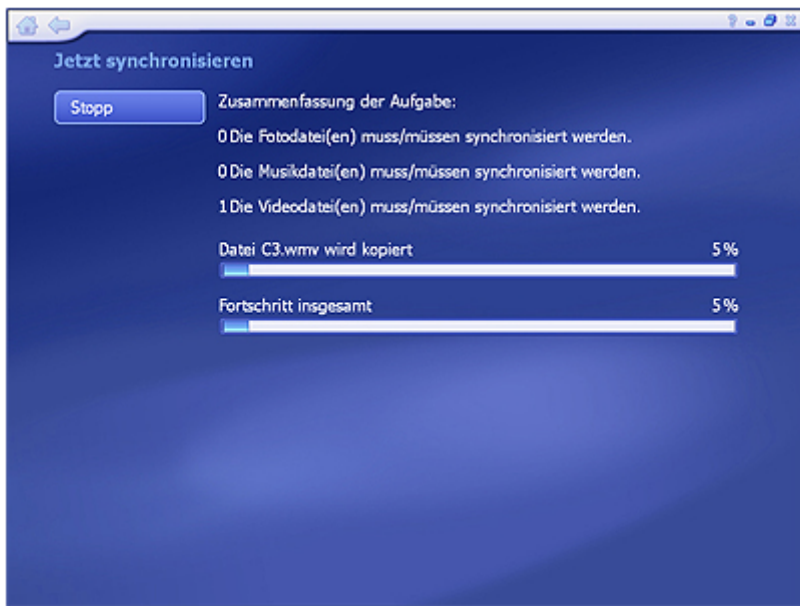 Jetzt synchronisieren
Stopp
Zusammenfassung der Aufgabe:
0 Die Fotodatei(en) muss/müssen synchronisiert werden.
0 Die Musikdatei(en) muss/müssen synchronisiert werden.
1 Die Videodatei(en) muss/müssen synchronisiert werden.
Datei C3.wmv wird kopiert 5%
Fortschritt insgesamt 5%